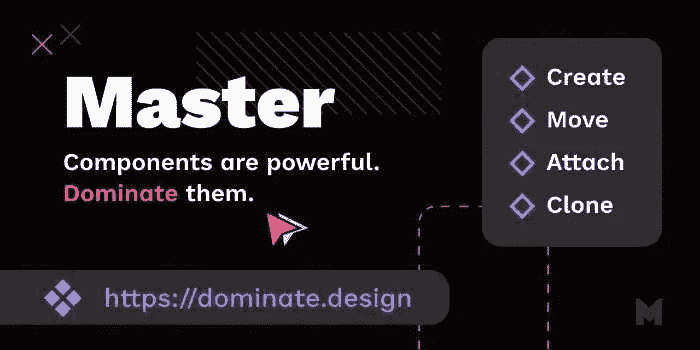 Master
Components are powerful.
Dominate them.
https://dominate.design
Create
Move
Attach
Clone
M